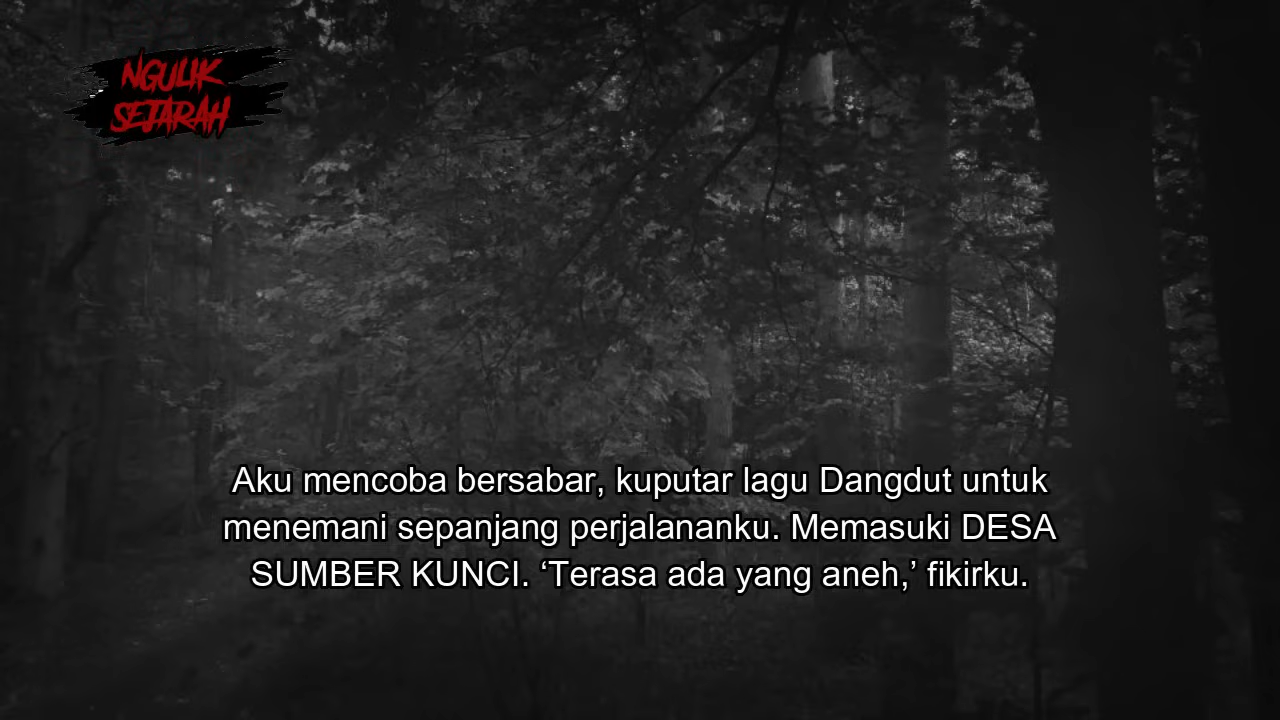 NGULIK
SEJARAH
Aku mencoba bersabar, kuputar lagu Dangdut untuk
menemani sepanjang perjalananku. Memasuki DESA
SUMBER KUNCI. ‘Terasa ada yang aneh,’ fikirku.